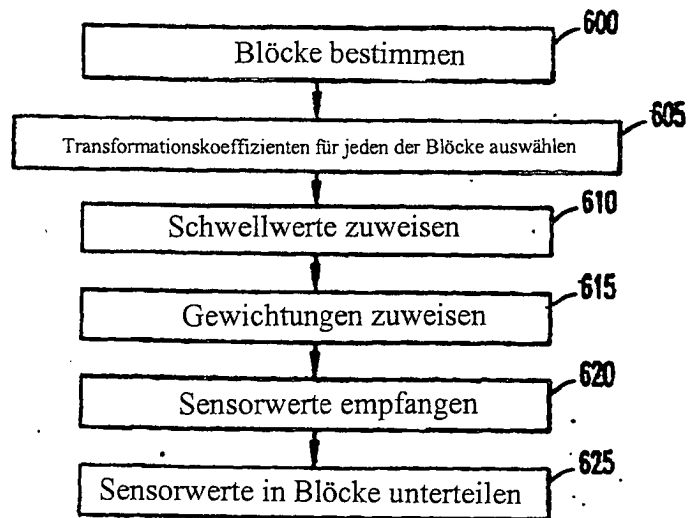 600
Blöcke bestimmen
605
Transformationskoeffizienten für jeden der Blöcke auswählen
610
Schwellwerte zuweisen
615
Gewichtungen zuweisen
620
Sensorwerte empfangen
625
Sensorwerte in Blöcke unterteilen